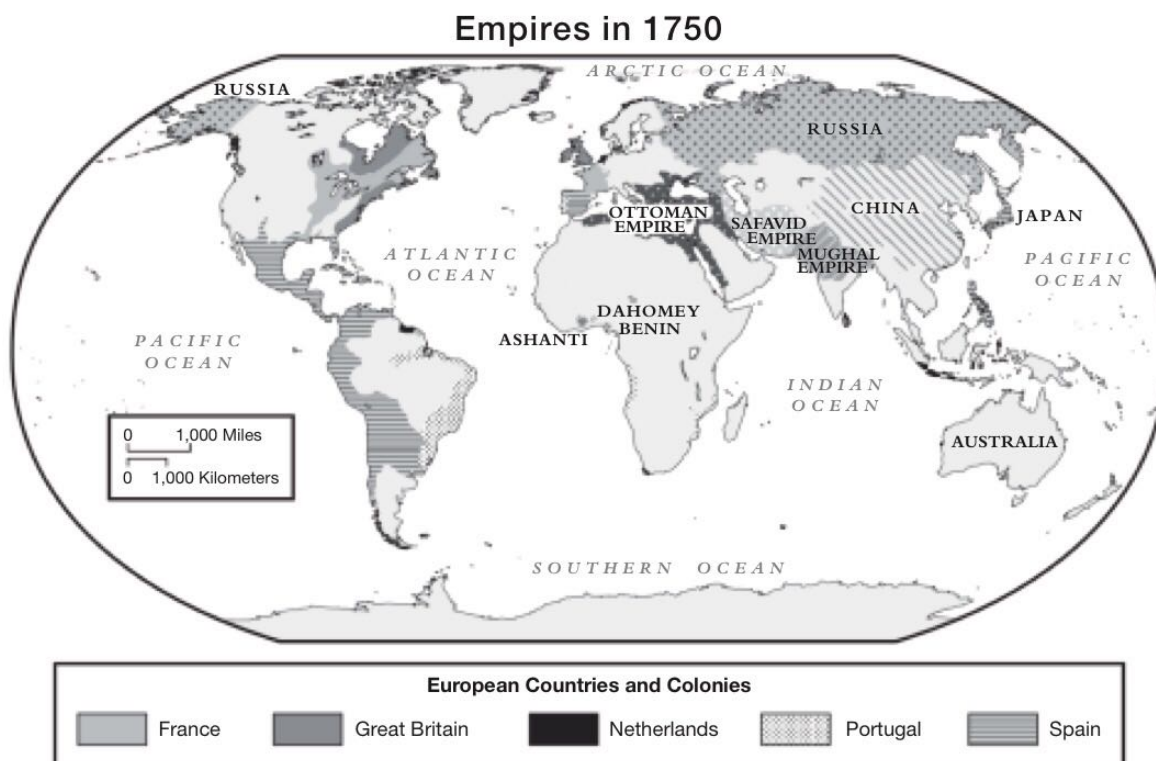 Empires in 1750
ARCTIC OCEAN
RUSSIA
RUSSIA
CHINA
JAPAN
OTTOMAN
EMPIRE
SAFAVID
EMPIRE
MUGHAL
EMPIRE
ATLANTIC
OCEAN
PACIFIC
OCEAN
DAHOMEY
BENIN
ASHANTI
PACIFIC
OCEAN
INDIAN
OCEAN
AUSTRALIA
0 1,000 Miles
0 1,000 Kilometers
SOUTHERN OCEAN
European Countries and Colonies
France Great Britain Netherlands Portugal Spain